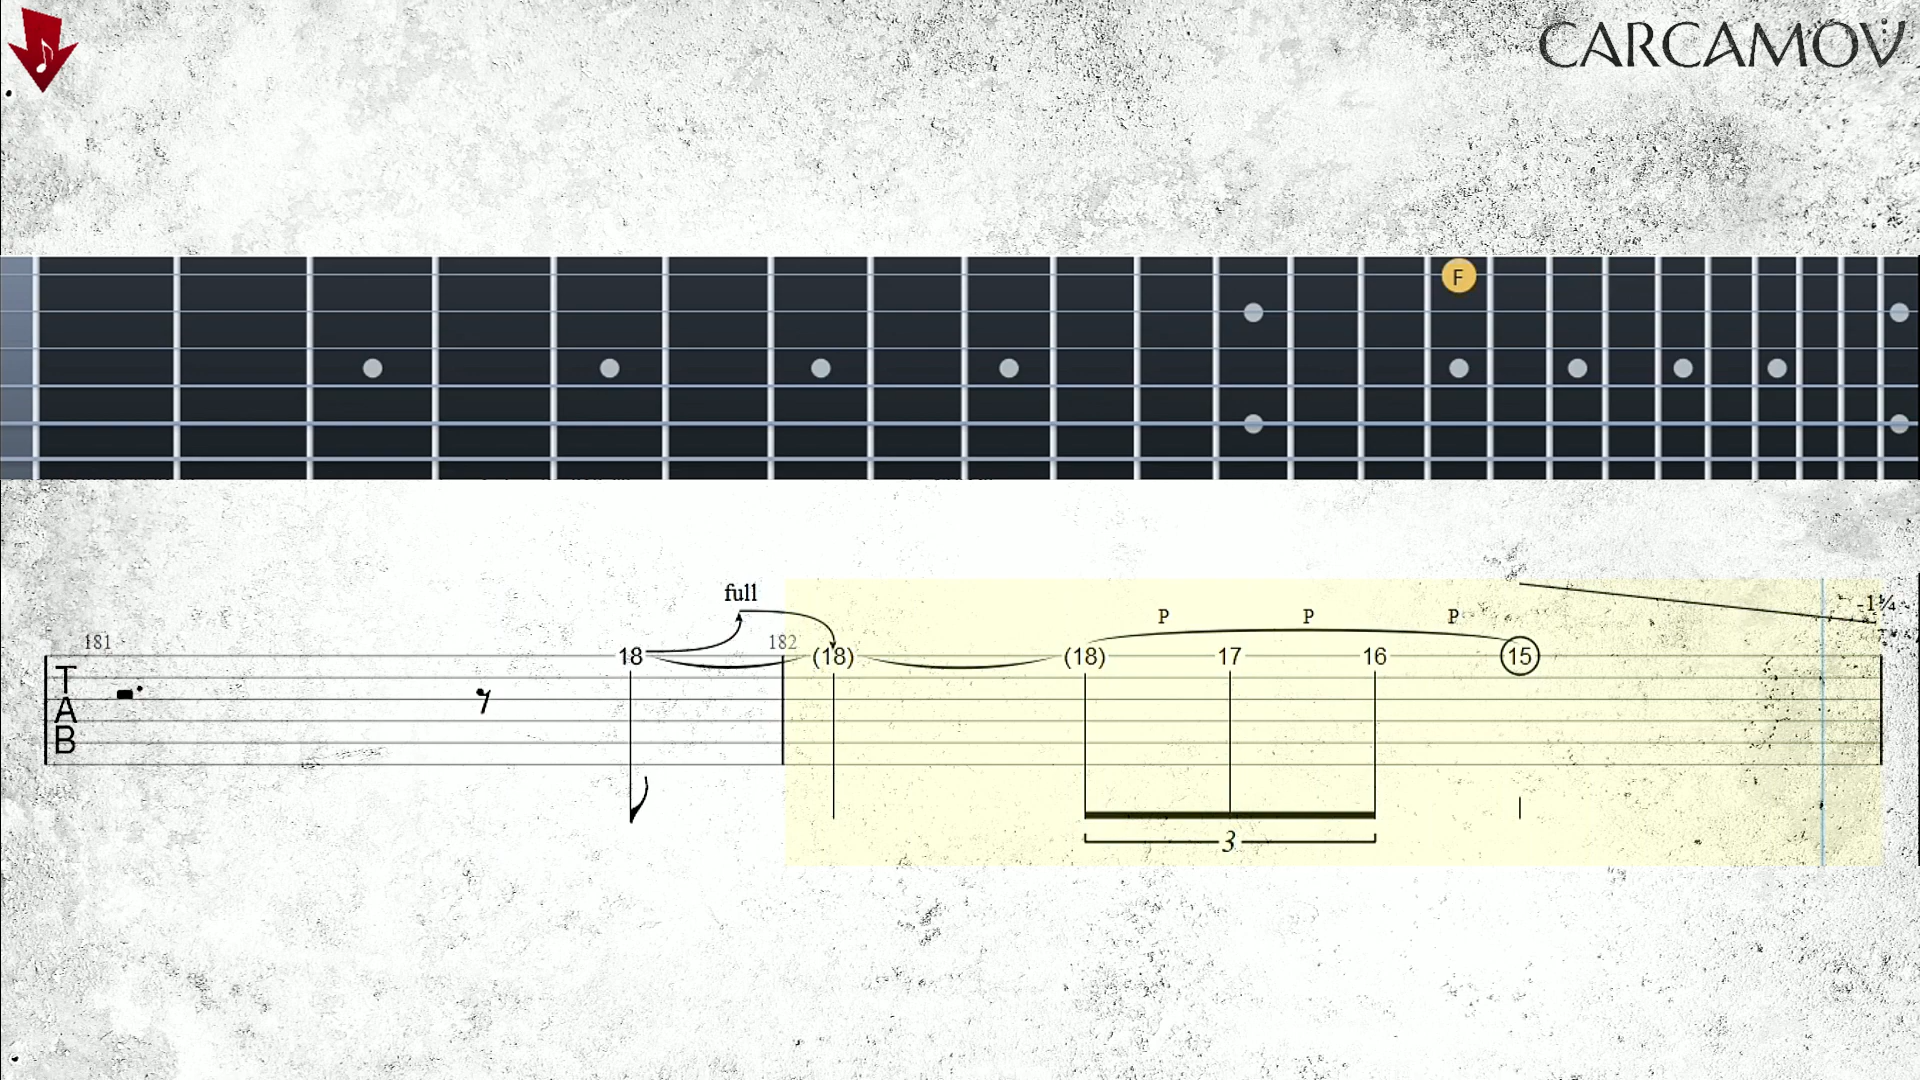 CARCAMOV
F
full
P P P
-1¼
181 182
18 (18) (18) 17 16 15
T
A
B
3